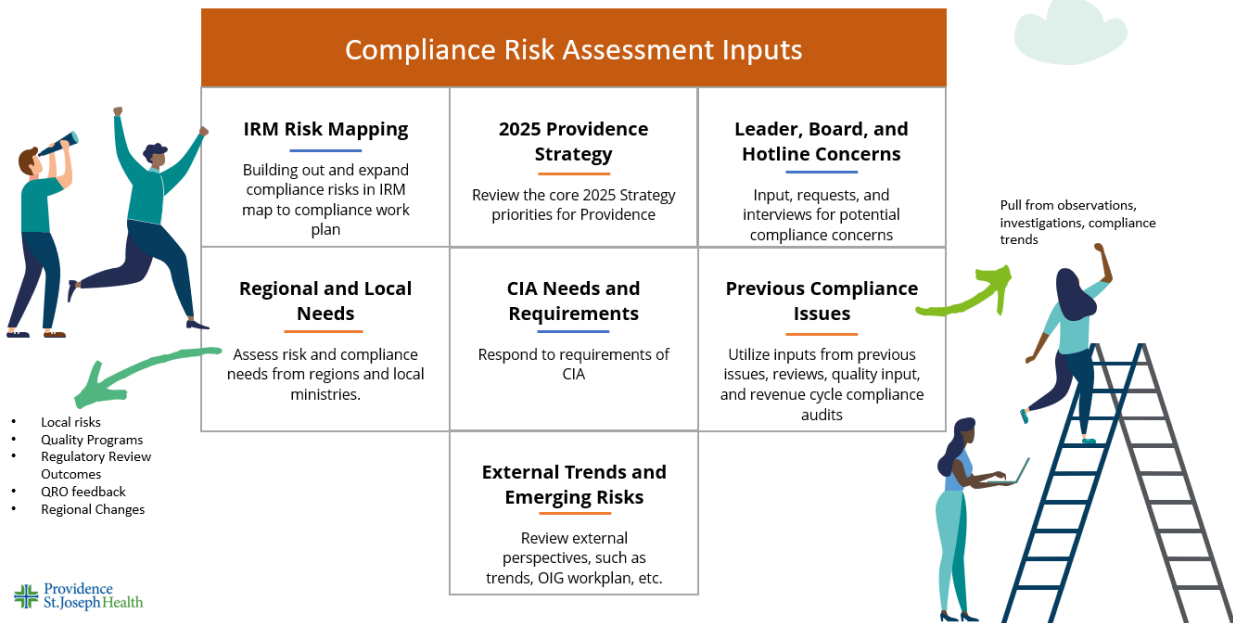 Compliance Risk Assessment Inputs
IRM Risk Mapping
Building out and expand
compliance risks in IRM
map to compliance work
plan
2025 Providence
Strategy
Review the core 2025 Strategy
priorities for Providence
Leader, Board, and
Hotline Concerns
Input, requests, and
interviews for potential
compliance concerns
Regional and Local
Needs
Assess risk and compliance
needs from regions and local
ministries.
CIA Needs and
Requirements
Respond to requirements of
CIA
Previous Compliance
Issues
Utilize inputs from previous
issues, reviews, quality input,
and revenue cycle compliance
audits
Pull from observations,
investigations, compliance
trends
• Local risks
• Quality Programs
• Regulatory Review
Outcomes
• QRO feedback
• Regional Changes
External Trends and
Emerging Risks
Review external
perspectives, such as
trends, OIG workplan, etc.
Providence
St.Joseph Health